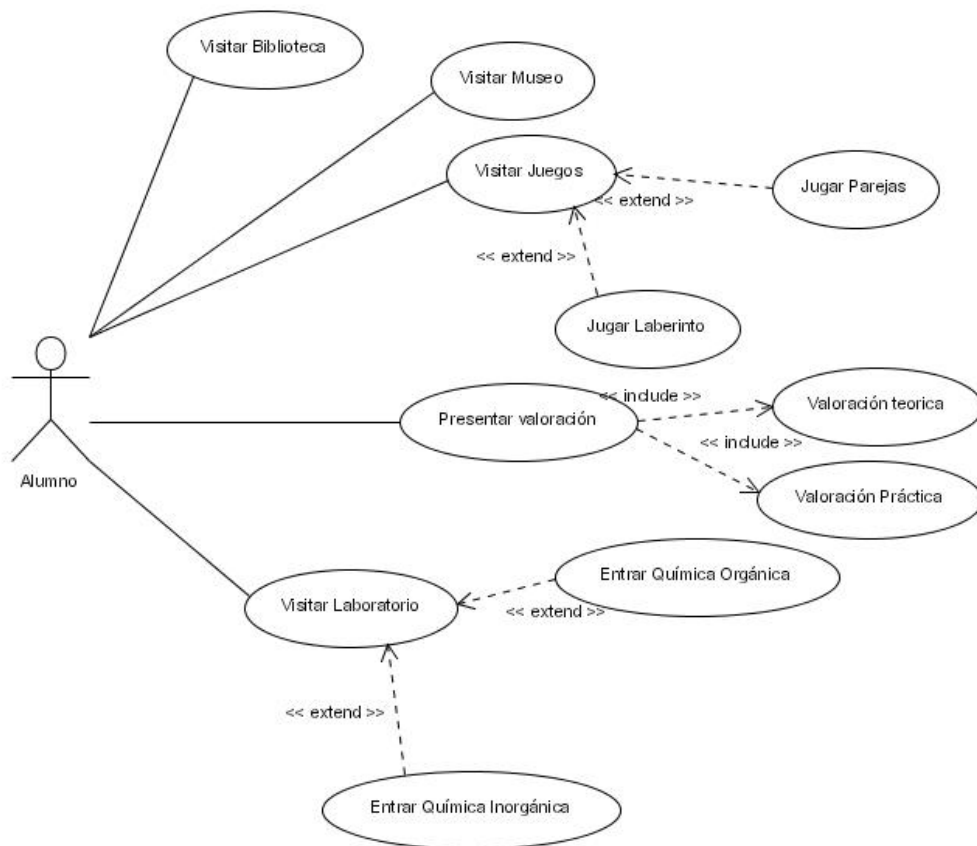 Visitar Biblioteca
Visitar Museo
Visitar Juegos
Jugar Parejas
<< extend >>
<< extend >>
Jugar Laberinto
<< include >>
Valoración teorica
Presentar valoración
<< include >>
Valoración Práctica
Alumno
Entrar Química Orgánica
Visitar Laboratorio
<< extend >>
<< extend >>
Entrar Química Inorgánica